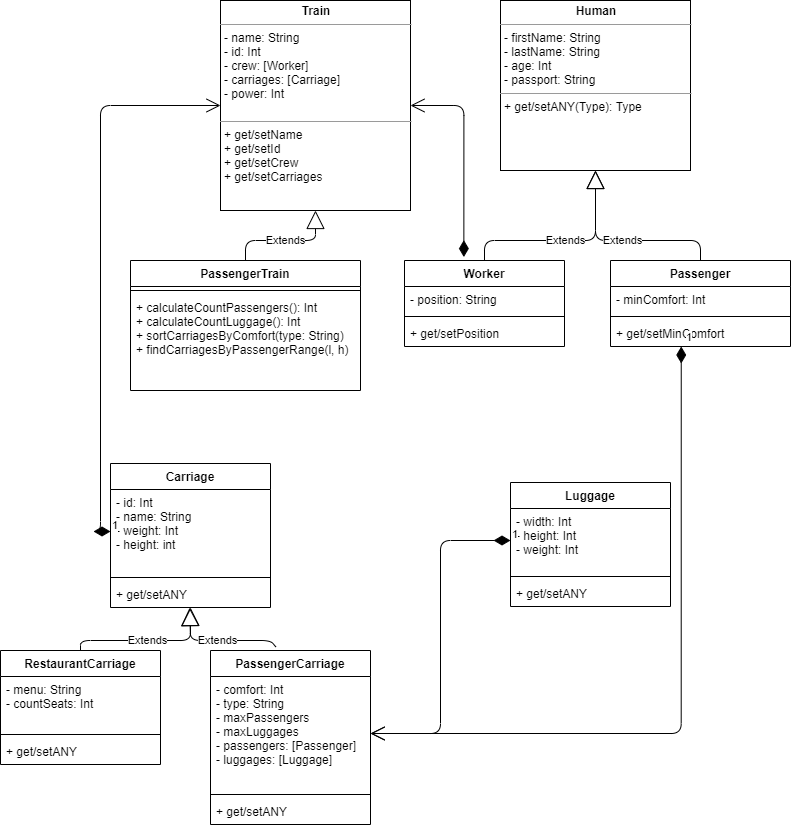 Train
- name: String
- id: Int
- crew: [Worker]
- carriages: [Carriage]
- power: Int
+ get/setName
+ get/setId
+ get/setCrew
+ get/setCarriages
Human
- firstName: String
- lastName: String
- age: Int
- passport: String
+ get/setANY(Type): Type
Extends
Extends
Extends
PassengerTrain
+ calculateCountPassengers(): Int
+ calculateCountLuggage(): Int
+ sortCarriagesByComfort(type: String)
+ findCarriagesByPassengerRange(l, h)
Worker
- position: String
+ get/setPosition
Passenger
- minComfort: Int
+ get/setMinComfort
1
Carriage
- id: Int
- name: String
- weight: Int
- height: int
1
+ get/setANY
Luggage
- width: Int
- height: Int
- weight: Int
1
+ get/setANY
Extends
Extends
RestaurantCarriage
- menu: String
- countSeats: Int
+ get/setANY
PassengerCarriage
- comfort: Int
- type: String
- maxPassengers
- maxLuggages
- passengers: [Passenger]
- luggages: [Luggage]
+ get/setANY